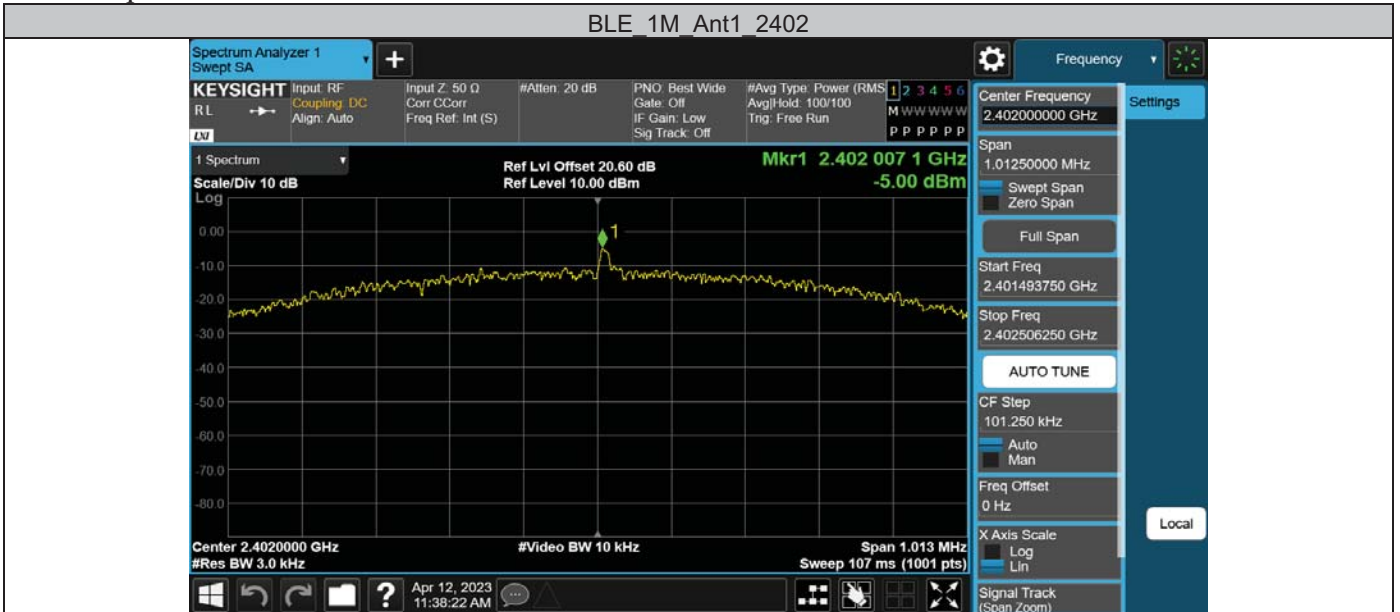 BLE_1M_Ant1_2402
Spectrum Analyzer 1
Swept SA
+
Frequency
KEYSIGHT
RL
LXI
Input: RF
Coupling: DC
Align: Auto
Input Z: 50 Ω
Corr CCorr
Freq Ref: Int (S)
#Atten: 20 dB
PNO: Best Wide
Gate: Off
IF Gain: Low
Sig Track: Off
#Avg Type: Power (RMS
Avg|Hold: 100/100
Trig: Free Run
1 2 3 4 5 6
M W W W W W
P P P P P P
1 Spectrum
Scale/Div 10 dB
Log
Ref Lvl Offset 20.60 dB
Ref Level 10.00 dBm
Mkr1 2.402 007 1 GHz
-5.00 dBm
1
0.00
-10.0
-20.0
-30.0
-40.0
-50.0
-60.0
-70.0
-80.0
Center 2.4020000 GHz
#Res BW 3.0 kHz
#Video BW 10 kHz
Span 1.013 MHz
Sweep 107 ms (1001 pts)
Center Frequency
2.402000000 GHz
Span
1.01250000 MHz
Swept Span
Zero Span
Full Span
Start Freq
2.401493750 GHz
Stop Freq
2.402506250 GHz
AUTO TUNE
CF Step
101.250 kHz
Auto
Man
Freq Offset
0 Hz
X Axis Scale
Log
Lin
Signal Track
(Span Zoom)
Settings
Local
?
Apr 12, 2023
11:38:22 AM